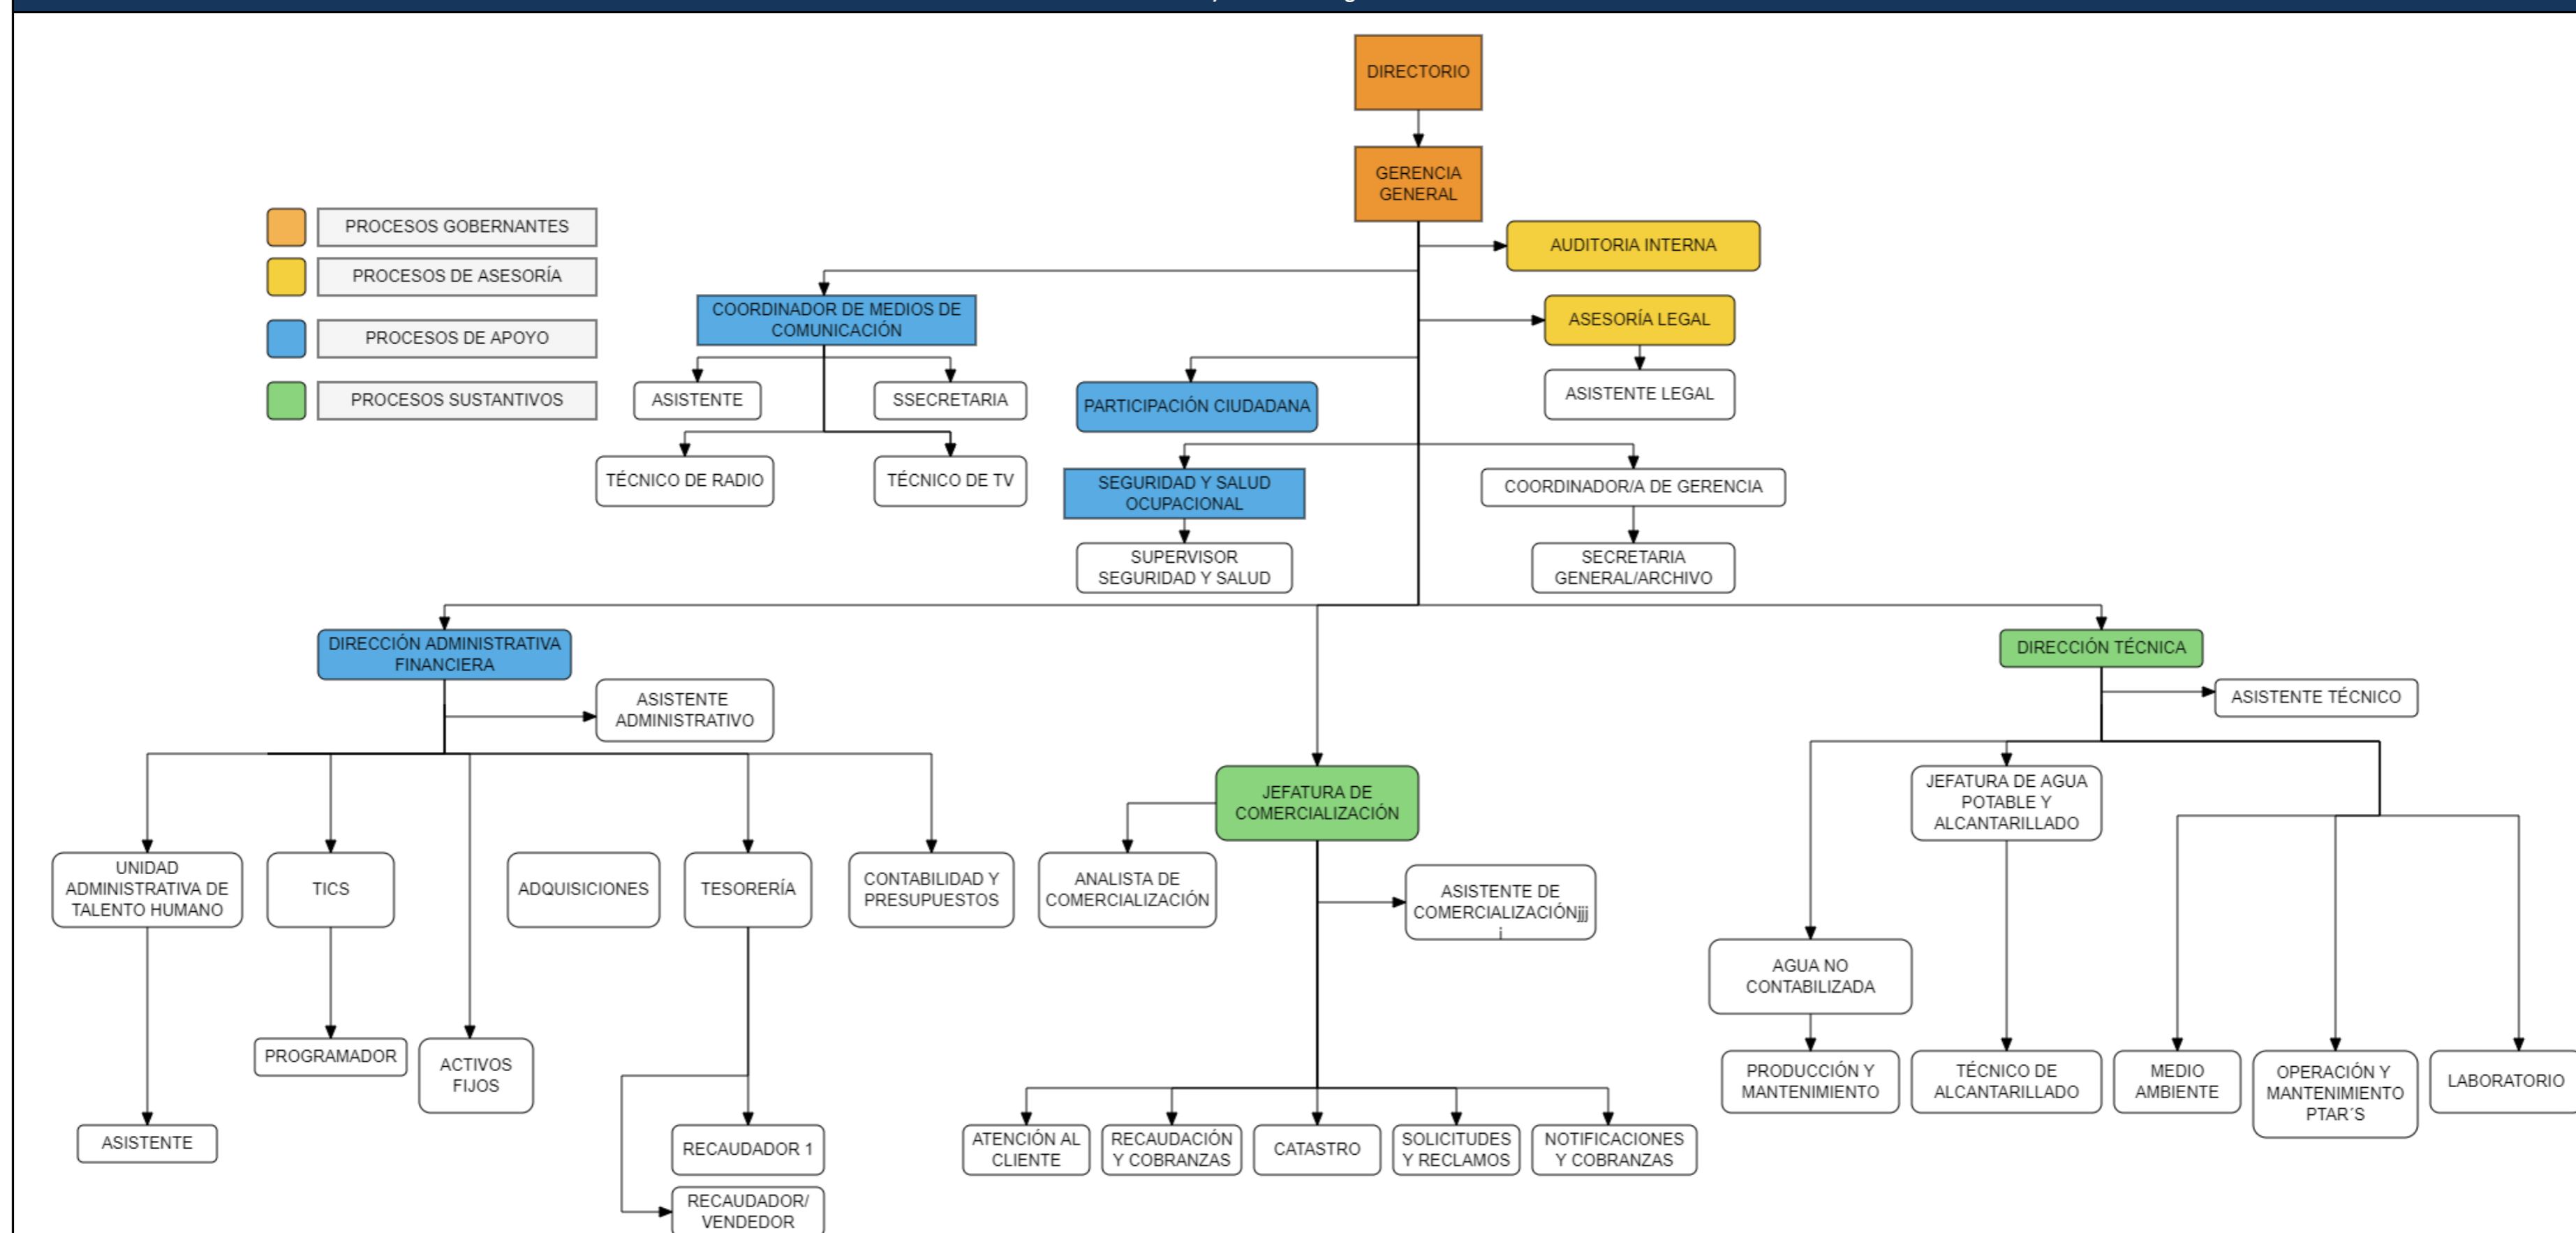 DIRECTORIO
GERENCIA
GENERAL
PROCESOS GOBERNANTES
PROCESOS DE ASESORÍA
PROCESOS DE APOYO
PROCESOS SUSTANTIVOS
AUDITORIA INTERNA
COORDINADOR DE MEDIOS DE
COMUNICACIÓN
ASESORÍA LEGAL
ASISTENTE
SSECRETARIA
PARTICIPACIÓN CIUDADANA
ASISTENTE LEGAL
TÉCNICO DE RADIO
TÉCNICO DE TV
SEGURIDAD Y SALUD
OCUPACIONAL
COORDINADOR/A DE GERENCIA
SUPERVISOR
SEGURIDAD Y SALUD
SECRETARIA
GENERAL/ARCHIVO
DIRECCIÓN ADMINISTRATIVA
FINANCIERA
DIRECCIÓN TÉCNICA
ASISTENTE
ADMINISTRATIVO
ASISTENTE TÉCNICO
JEFATURA DE
COMERCIALIZACIÓN
JEFATURA DE AGUA
POTABLE Y
ALCANTARILLADO
UNIDAD
ADMINISTRATIVA DE
TALENTO HUMANO
TICS
ADQUISICIONES
TESORERÍA
CONTABILIDAD Y
PRESUPUESTOS
ANALISTA DE
COMERCIALIZACIÓN
ASISTENTE DE
COMERCIALIZACIÓNjjj
j
AGUA NO
CONTABILIZADA
PROGRAMADOR
ACTIVOS
FIJOS
PRODUCCIÓN Y
MANTENIMIENTO
TÉCNICO DE
ALCANTARILLADO
MEDIO
AMBIENTE
OPERACIÓN Y
MANTENIMIENTO
PTAR´S
LABORATORIO
ASISTENTE
RECAUDADOR 1
ATENCIÓN AL
CLIENTE
RECAUDACIÓN
Y COBRANZAS
CATASTRO
SOLICITUDES
Y RECLAMOS
NOTIFICACIONES
Y COBRANZAS
RECAUDADOR/
VENDEDOR